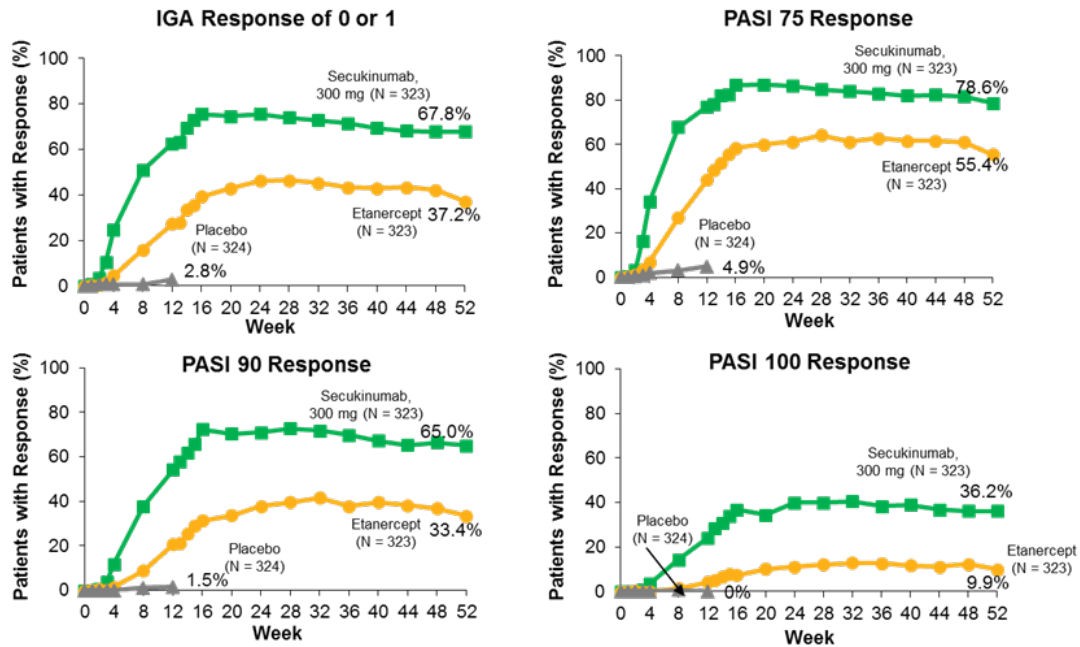 IGA Response of 0 or 1
Patients with Response (%)
100
80
60
40
20
0
Secukinumab,
300 mg (N = 323)
67.8%
Etanercept
(N = 323)
37.2%
Placebo
(N = 324)
2.8%
0 4 8 12 16 20 24 28 32 36 40 44 48 52
Week
PASI 75 Response
Patients with Response (%)
100
80
60
40
20
0
Secukinumab,
300 mg (N = 323)
78.6%
Etanercept
(N = 323)
55.4%
Placebo
(N = 324)
4.9%
0 4 8 12 16 20 24 28 32 36 40 44 48 52
Week
PASI 90 Response
Patients with Response (%)
100
80
60
40
20
0
Secukinumab,
300 mg (N = 323)
65.0%
Etanercept
(N = 323)
33.4%
Placebo
(N = 324)
1.5%
0 4 8 12 16 20 24 28 32 36 40 44 48 52
Week
PASI 100 Response
Patients with Response (%)
100
80
60
40
20
0
Secukinumab,
300 mg (N = 323)
36.2%
Placebo
(N = 324)
Etanercept
(N = 323)
9.9%
0%
0 4 8 12 16 20 24 28 32 36 40 44 48 52
Week